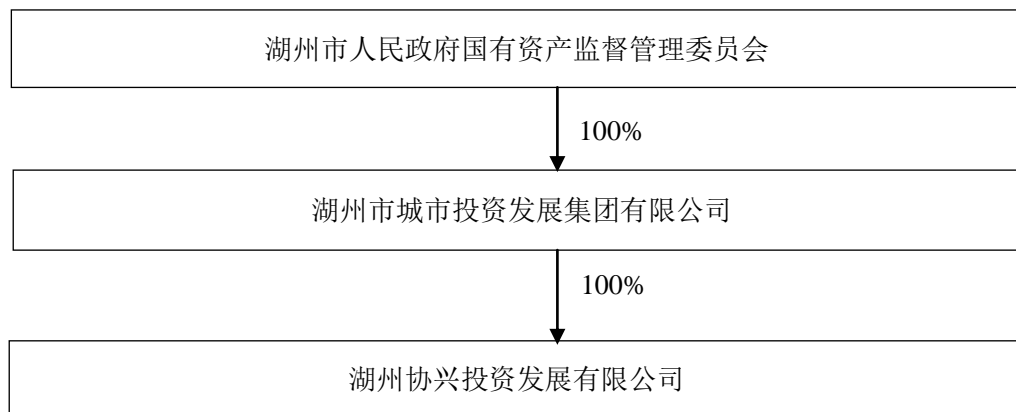 湖州市人民政府国有资产监督管理委员会
100%
湖州市城市投资发展集团有限公司
100%
湖州协兴投资发展有限公司